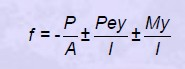 f = - P/A ± Pey/I ± My/I